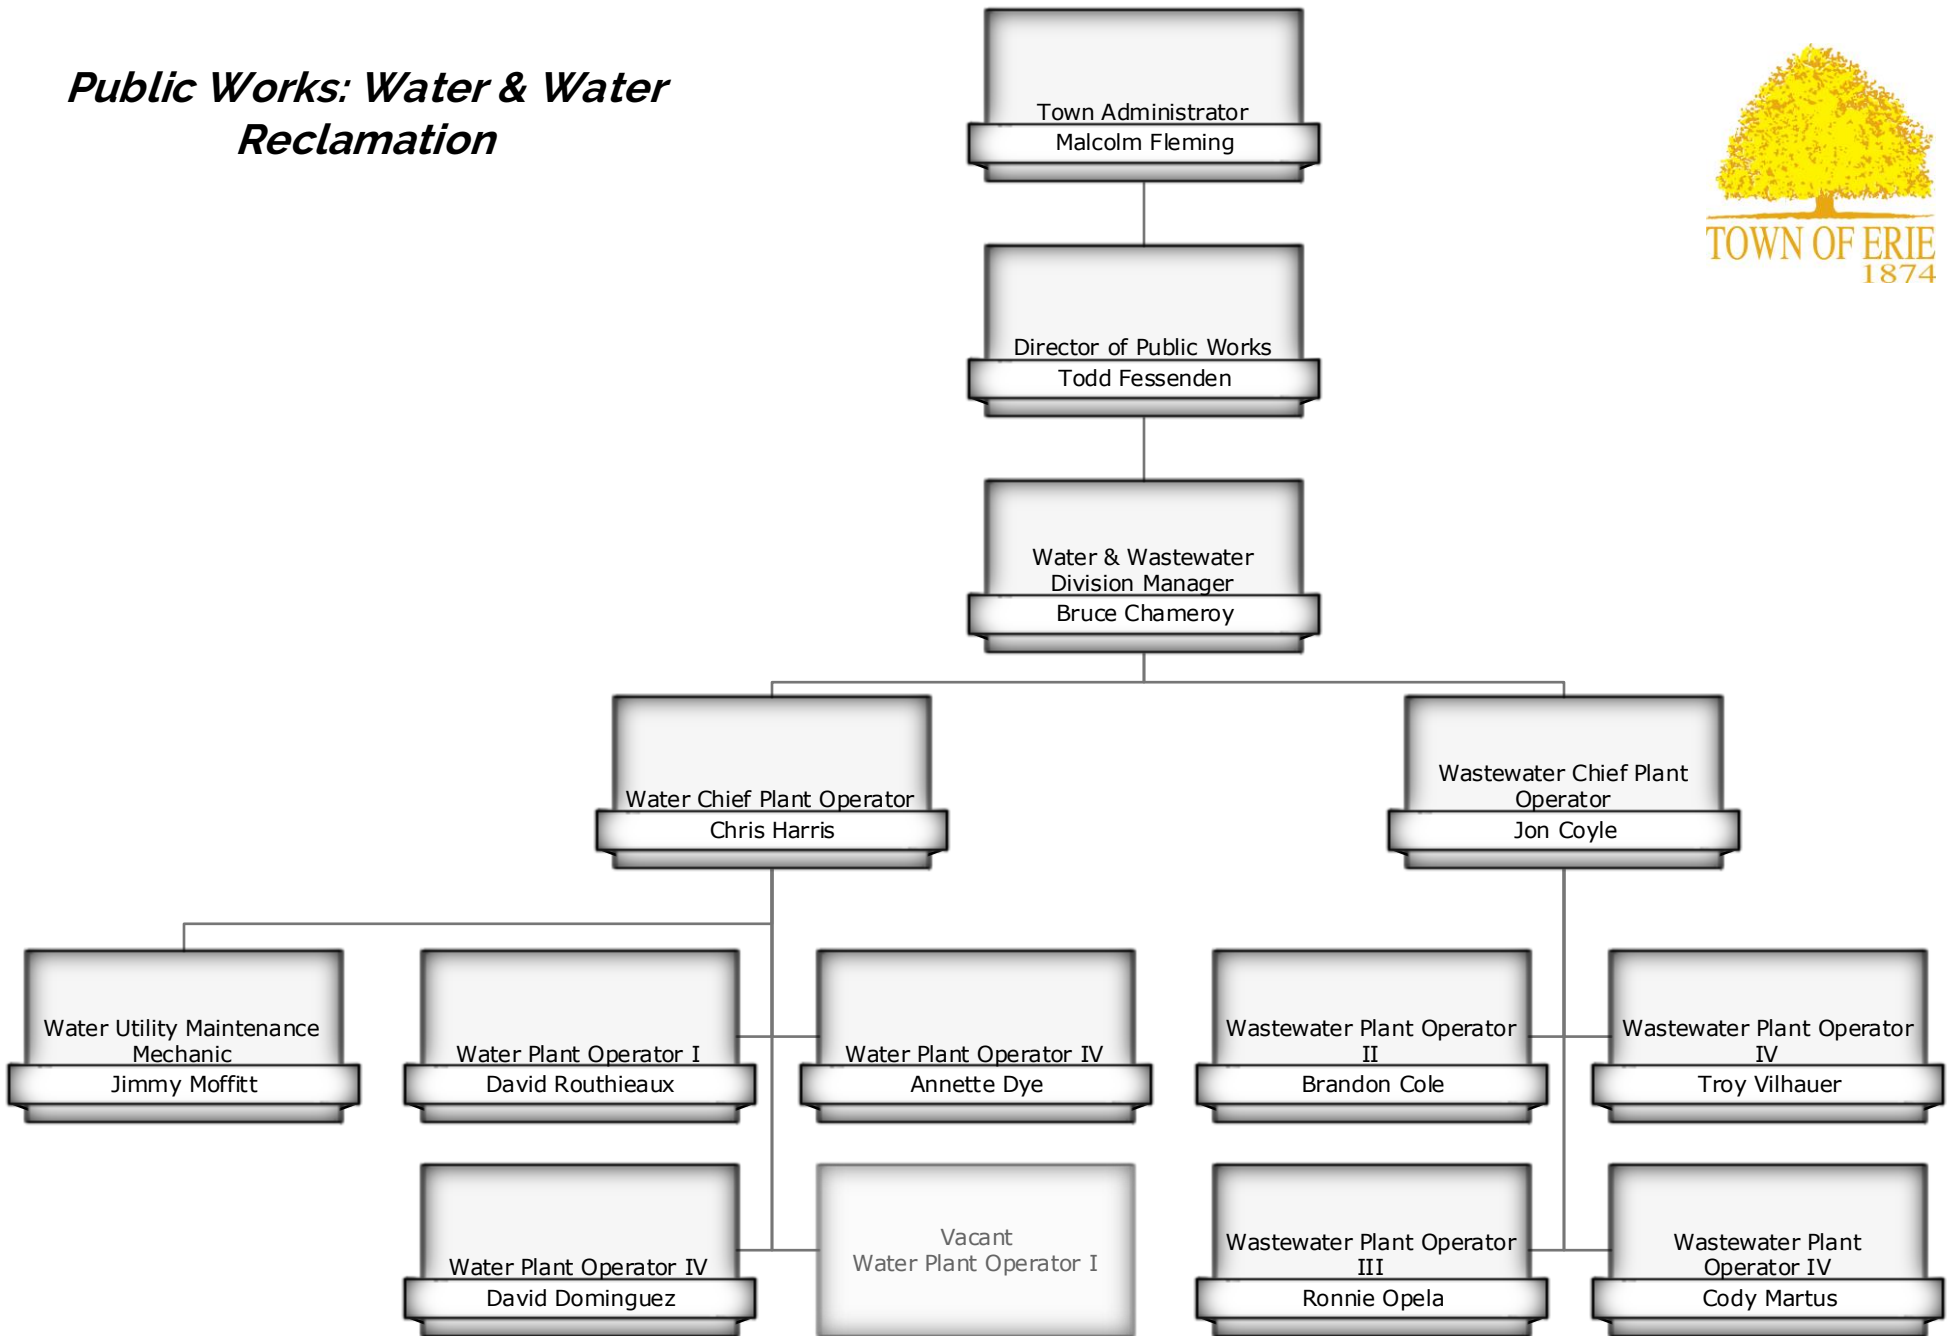 Public Works: Water & Water
Reclamation
TOWN OF ERIE
1874
Town Administrator
Malcolm Fleming
Director of Public Works
Todd Fessenden
Water & Wastewater
Division Manager
Bruce Chameroy
Water Chief Plant Operator
Chris Harris
Wastewater Chief Plant
Operator
Jon Coyle
Water Utility Maintenance
Mechanic
Jimmy Moffitt
Water Plant Operator I
David Routhieaux
Water Plant Operator IV
Annette Dye
Wastewater Plant Operator
II
Brandon Cole
Wastewater Plant Operator
IV
Troy Vilhauer
Water Plant Operator IV
David Dominguez
Vacant
Water Plant Operator I
Wastewater Plant Operator
III
Ronnie Opela
Wastewater Plant
Operator IV
Cody Martus